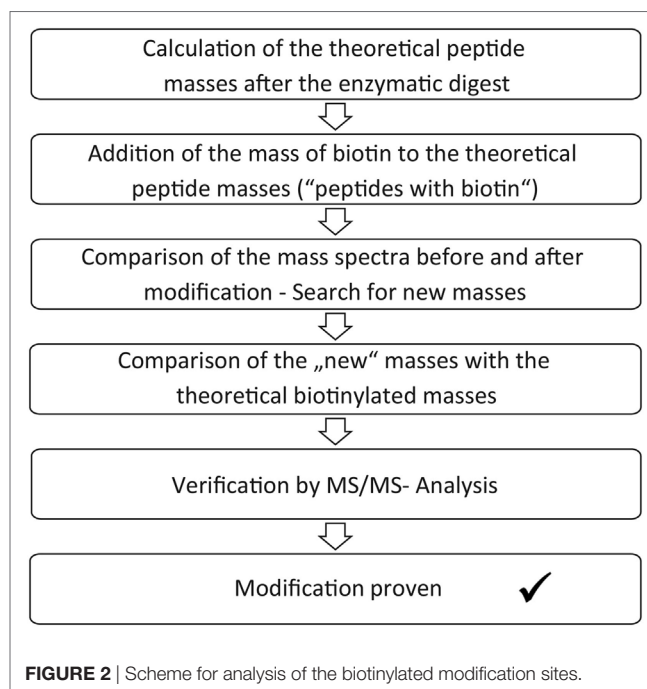 Calculation of the theoretical peptide
masses after the enzymatic digest
Addition of the mass of biotin to the theoretical
peptide masses (“peptides with biotin“)
Comparison of the mass spectra before and after
modification - Search for new masses
Comparison of the „new“ masses with the
theoretical biotinylated masses
Verification by MS/MS- Analysis
Modification proven ✓
FIGURE 2 | Scheme for analysis of the biotinylated modification sites.